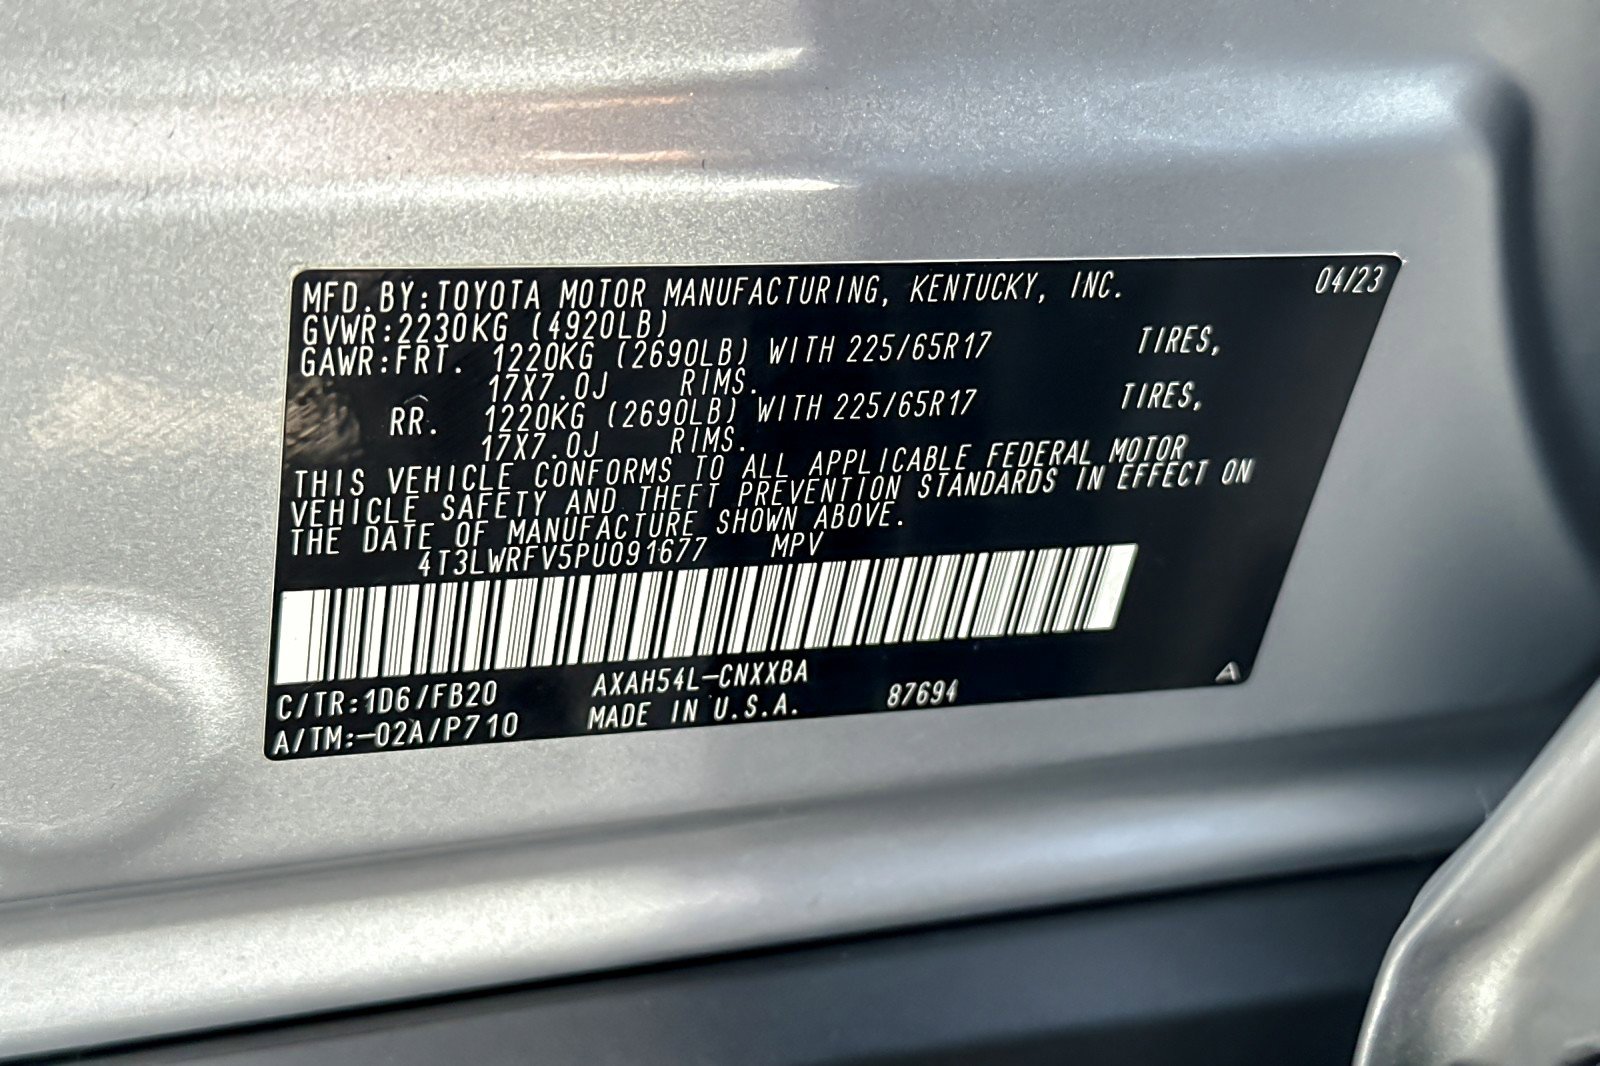 MFD.BY:TOYOTA MOTOR MANUFACTURING, KENTUCKY, INC. 04/23
GVWR:2230KG (4920LB)
GAWR:FRT. 1220KG (2690LB) WITH 225/65R17 TIRES,
17X7.0J RIMS.
RR. 1220KG (2690LB) WITH 225/65R17 TIRES,
17X7.0J RIMS.
THIS VEHICLE CONFORMS TO ALL APPLICABLE FEDERAL MOTOR
VEHICLE SAFETY AND THEFT PREVENTION STANDARDS IN EFFECT ON
THE DATE OF MANUFACTURE SHOWN ABOVE.
4T3LWRFV5PU091677 MPV
C/TR:1D6/FB20 AXAH54L-CNXXBA
A/TM:-02A/P710 MADE IN U.S.A. 87694 A